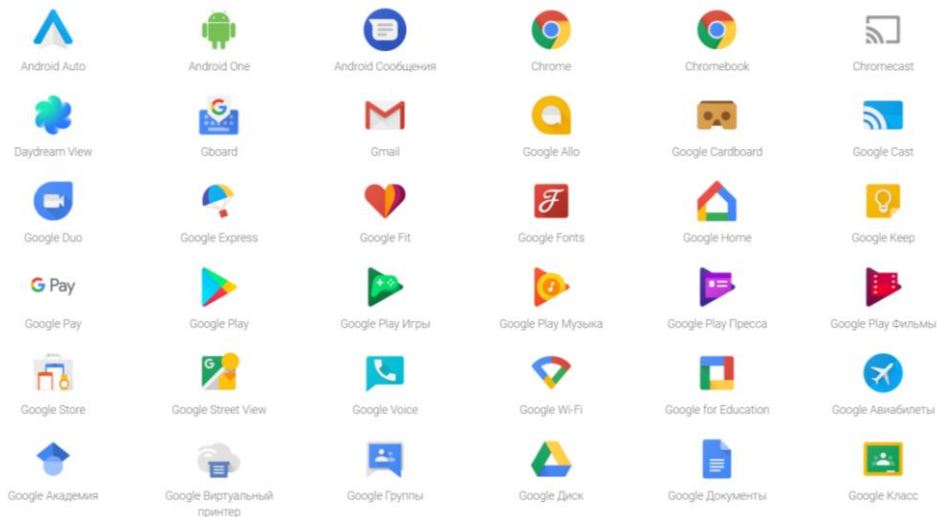 Android Auto
Android One
Android Сообщения
Chrome
Chromebook
Chromecast
Daydream View
Gboard
Gmail
Google Allo
Google Cardboard
Google Cast
Google Duo
Google Express
Google Fit
Google Fonts
Google Home
Google Keep
G Pay
Google Pay
Google Play
Google Play Игры
Google Play Музыка
Google Play Пресса
Google Play Фильмы
Google Store
Google Street View
Google Voice
Google Wi-Fi
Google for Education
Google Авиабилеты
Google Академия
Google Виртуальный
принтер
Google Группы
Google Диск
Google Документы
Google Класс